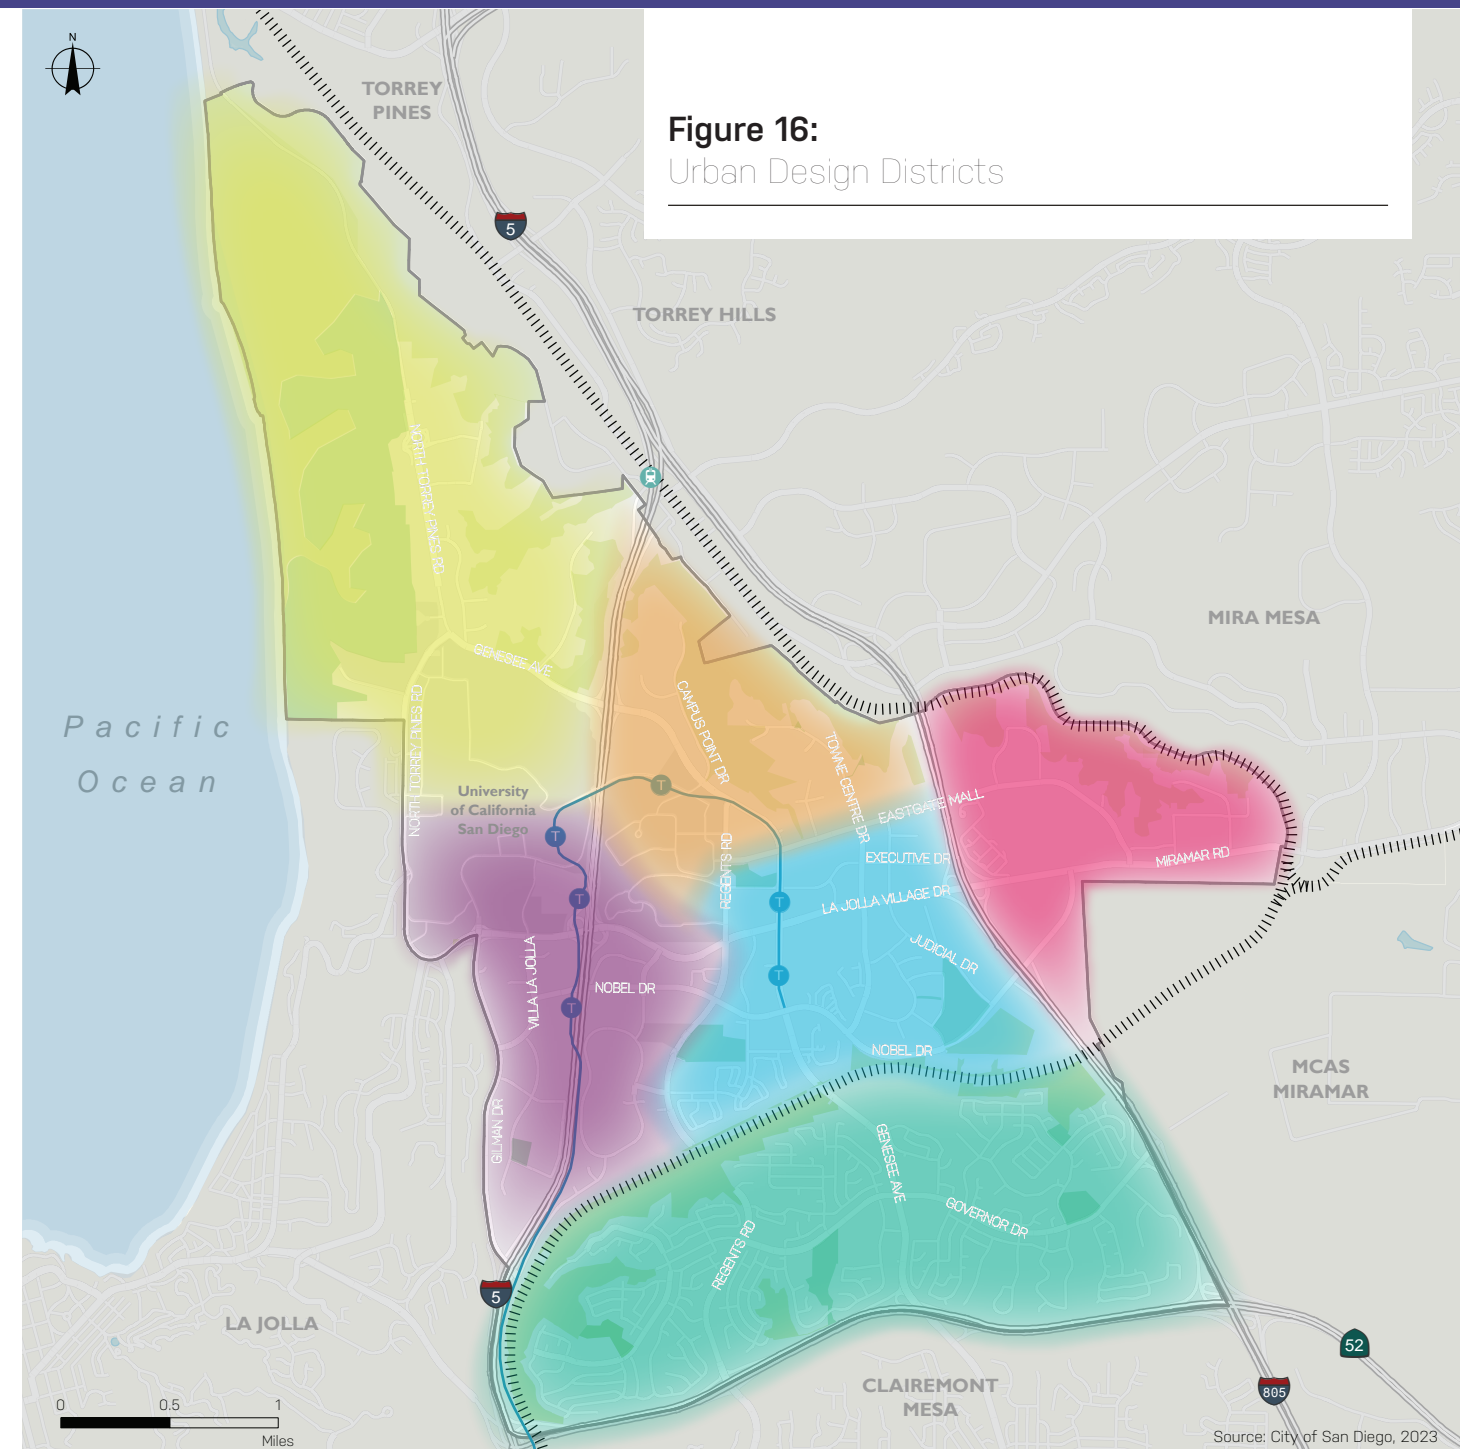 N
TORREY
PINES
Figure 16:
Urban Design Districts
5
TORREY HILLS
NORTH TORREY PINES RD
MIRA MESA
GENESEE AVE
CAMPUS POINT DR
NORTH TORREY PINES RD
Pacific
Ocean
TOWNE CENTRE DR
University
of California
San Diego
T
T
T
T
T
T
EASTGATE MALL
REGENTS RD
EXECUTIVE DR
MIRAMAR RD
LA JOLLA VILLAGE DR
JUDICIAL DR
VILLA LA JOLLA
NOBEL DR
NOBEL DR
MCAS
MIRAMAR
GILMAN DR
GENESEE AVE
GOVERNOR DR
REGENTS RD
5
LA JOLLA
52
CLAIREMONT
MESA
805
0 0.5 1
Miles
Source: City of San Diego, 2023